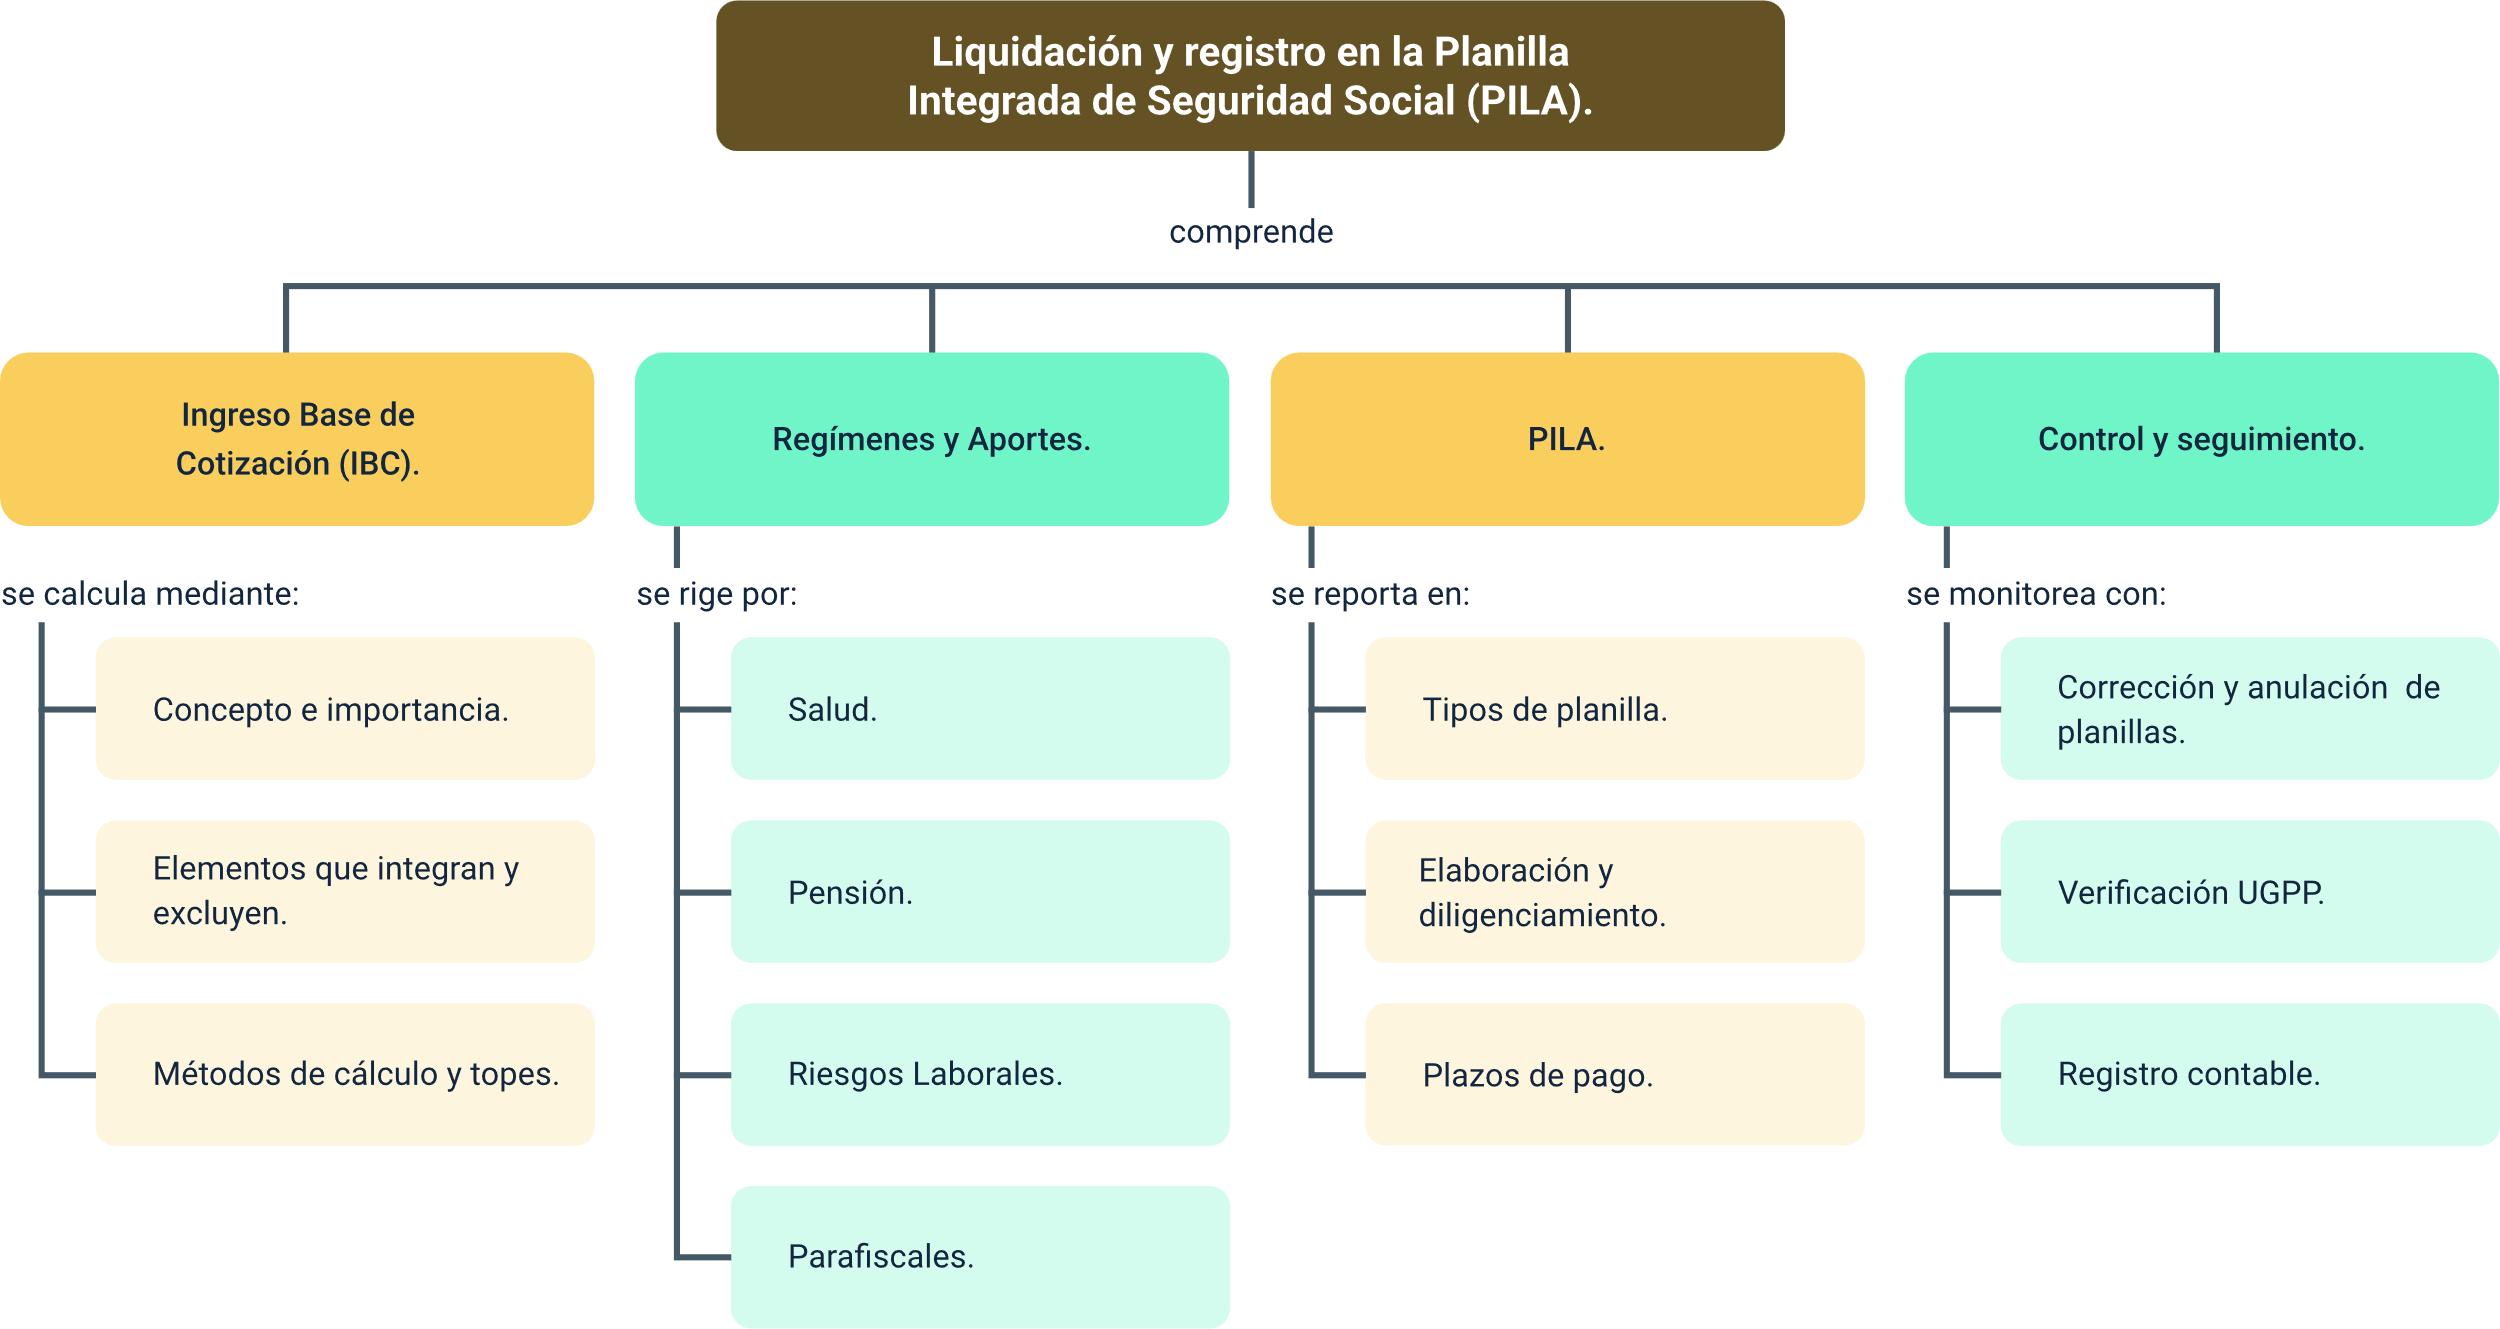 Liquidación y registro en la Planilla
Integrada de Seguridad Social (PILA).
comprende
Ingreso Base de
Cotización (IBC).
se calcula mediante:
Concepto e importancia.
Elementos que integran y
excluyen.
Métodos de cálculo y topes.
Regímenes y Aportes.
se rige por:
Salud.
Pensión.
Riesgos Laborales.
Parafiscales.
PILA.
se reporta en:
Tipos de planilla.
Elaboración y
diligenciamiento.
Plazos de pago.
Control y seguimiento.
se monitorea con:
Corrección y anulación  de
planillas.
Verificación UGPP.
Registro contable.